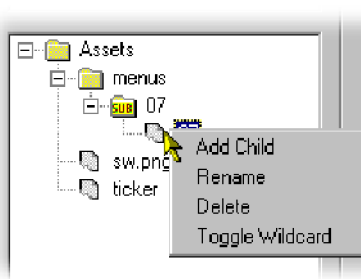 Assets
menus
SUB 07
sw.png
ticker
Add Child
Rename
Delete
Toggle Wildcard